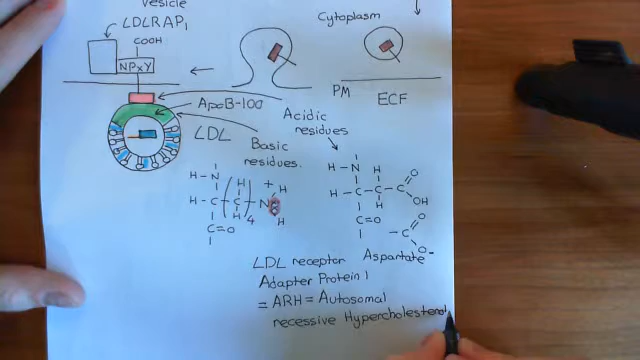 Vesicle
LDLRAP1
COOH
NPxY
Cytoplasm
PM
ECF
ApoB-100
LDL
Acidic
residues
Basic
residues.
H-N
H-C
H
C
H
4
N
+
H
H
C=O
H-N
H-C
H
C
H
C
O
OH
C=O
-C
O
O-
LDL receptor
Adapter Protein 1
= ARH = Autosomal
recessive Hypercholesterol
Aspartate